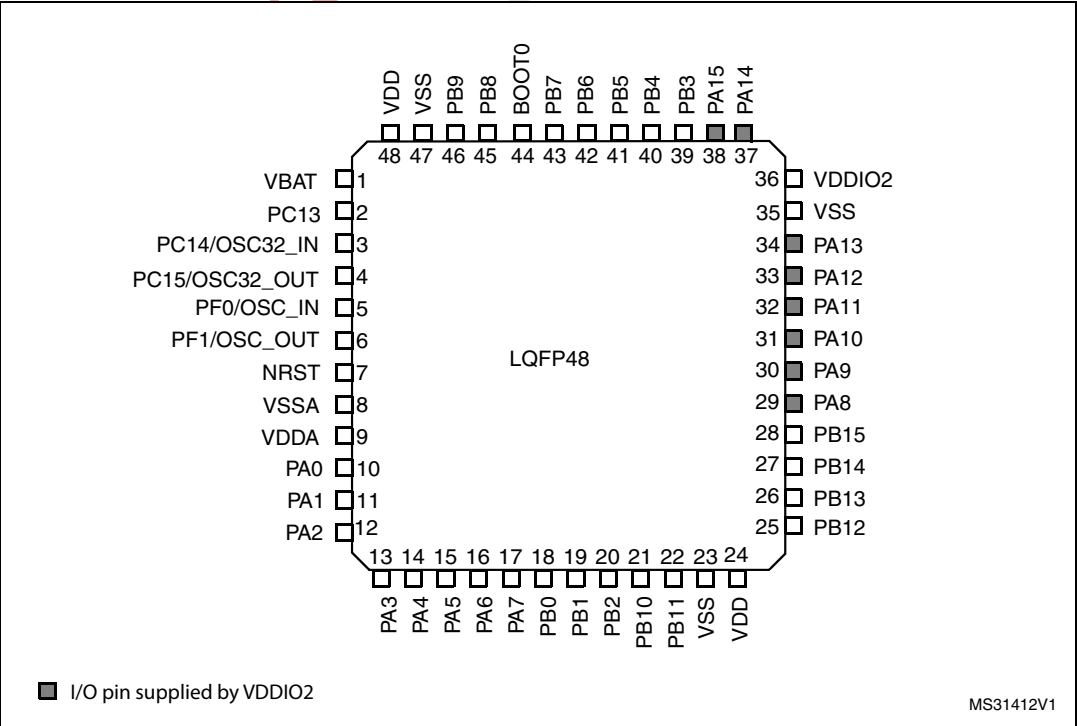 VDD
VSS
PB9
PB8
BOOT0
PB7
PB6
PB5
PB4
PB3
PA15
PA14
48 47 46 45 44 43 42 41 40 39 38 37
VBAT 1
PC13 2
PC14/OSC32_IN 3
PC15/OSC32_OUT 4
PF0/OSC_IN 5
PF1/OSC_OUT 6
NRST 7
VSSA 8
VDDA 9
PA0 10
PA1 11
PA2 12
LQFP48
36 VDDIO2
35 VSS
34 PA13
33 PA12
32 PA11
31 PA10
30 PA9
29 PA8
28 PB15
27 PB14
26 PB13
25 PB12
13 14 15 16 17 18 19 20 21 22 23 24
PA3
PA4
PA5
PA6
PA7
PB0
PB1
PB2
PB10
PB11
VSS
VDD
I/O pin supplied by VDDIO2
MS31412V1